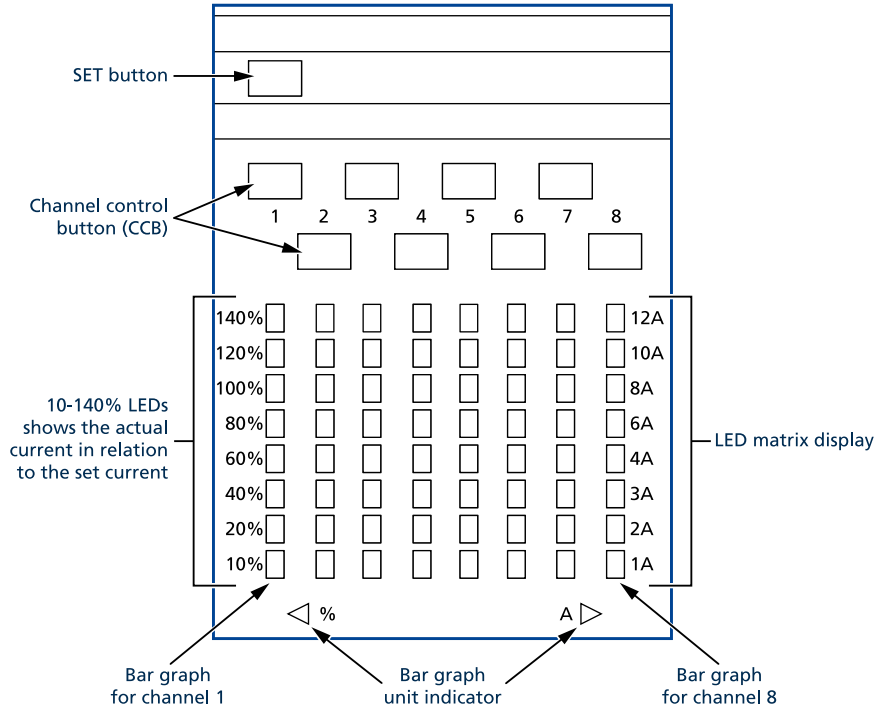 SET button
Channel control
button (CCB)
1 2 3 4 5 6 7 8
140% 12A
120% 10A
100% 8A
80% 6A
60% 4A
40% 3A
20% 2A
10% 1A
10-140% LEDs
shows the actual
current in relation
to the set current
LED matrix display
% A
Bar graph
for channel 1
Bar graph
unit indicator
Bar graph
for channel 8